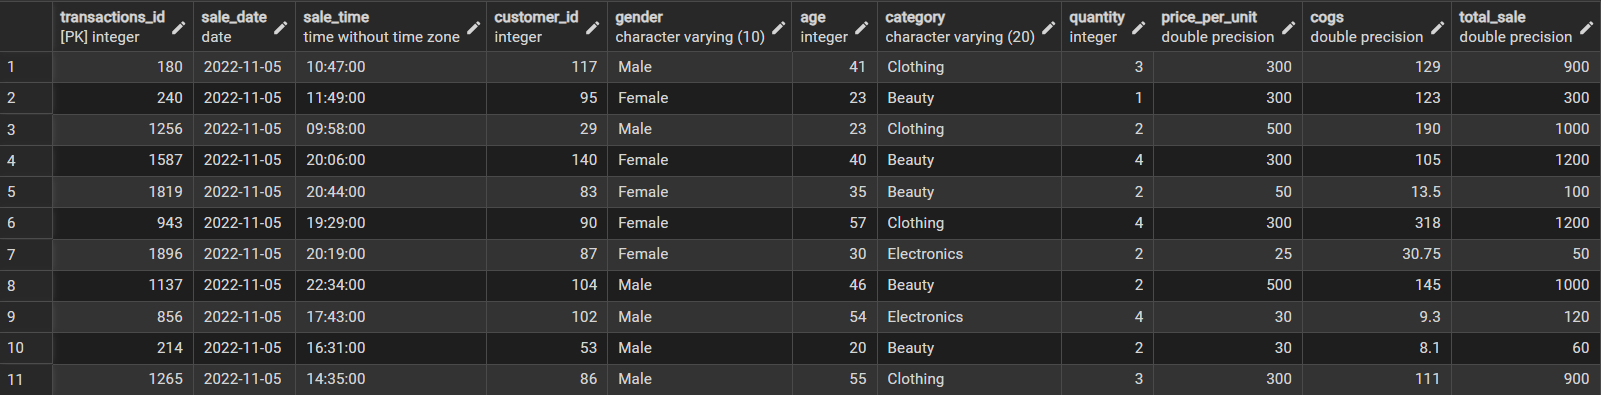 transactions_id sale_date sale_time customer_id gender age category quantity price_per_unit cogs total_sale
[PK] integer date time without time zone integer character varying (10) integer character varying (20) integer double precision double precision double precision
1 180 2022-11-05 10:47:00 117 Male 41 Clothing 3 300 129 900
2 240 2022-11-05 11:49:00 95 Female 23 Beauty 1 300 123 300
3 1256 2022-11-05 09:58:00 29 Male 23 Clothing 2 500 190 1000
4 1587 2022-11-05 20:06:00 140 Female 40 Beauty 4 300 105 1200
5 1819 2022-11-05 20:44:00 83 Female 35 Beauty 2 50 13.5 100
6 943 2022-11-05 19:29:00 90 Female 57 Clothing 4 300 318 1200
7 1896 2022-11-05 20:19:00 87 Female 30 Electronics 2 25 30.75 50
8 1137 2022-11-05 22:34:00 104 Male 46 Beauty 2 500 145 1000
9 856 2022-11-05 17:43:00 102 Male 54 Electronics 4 30 9.3 120
10 214 2022-11-05 16:31:00 53 Male 20 Beauty 2 30 8.1 60
11 1265 2022-11-05 14:35:00 86 Male 55 Clothing 3 300 111 900